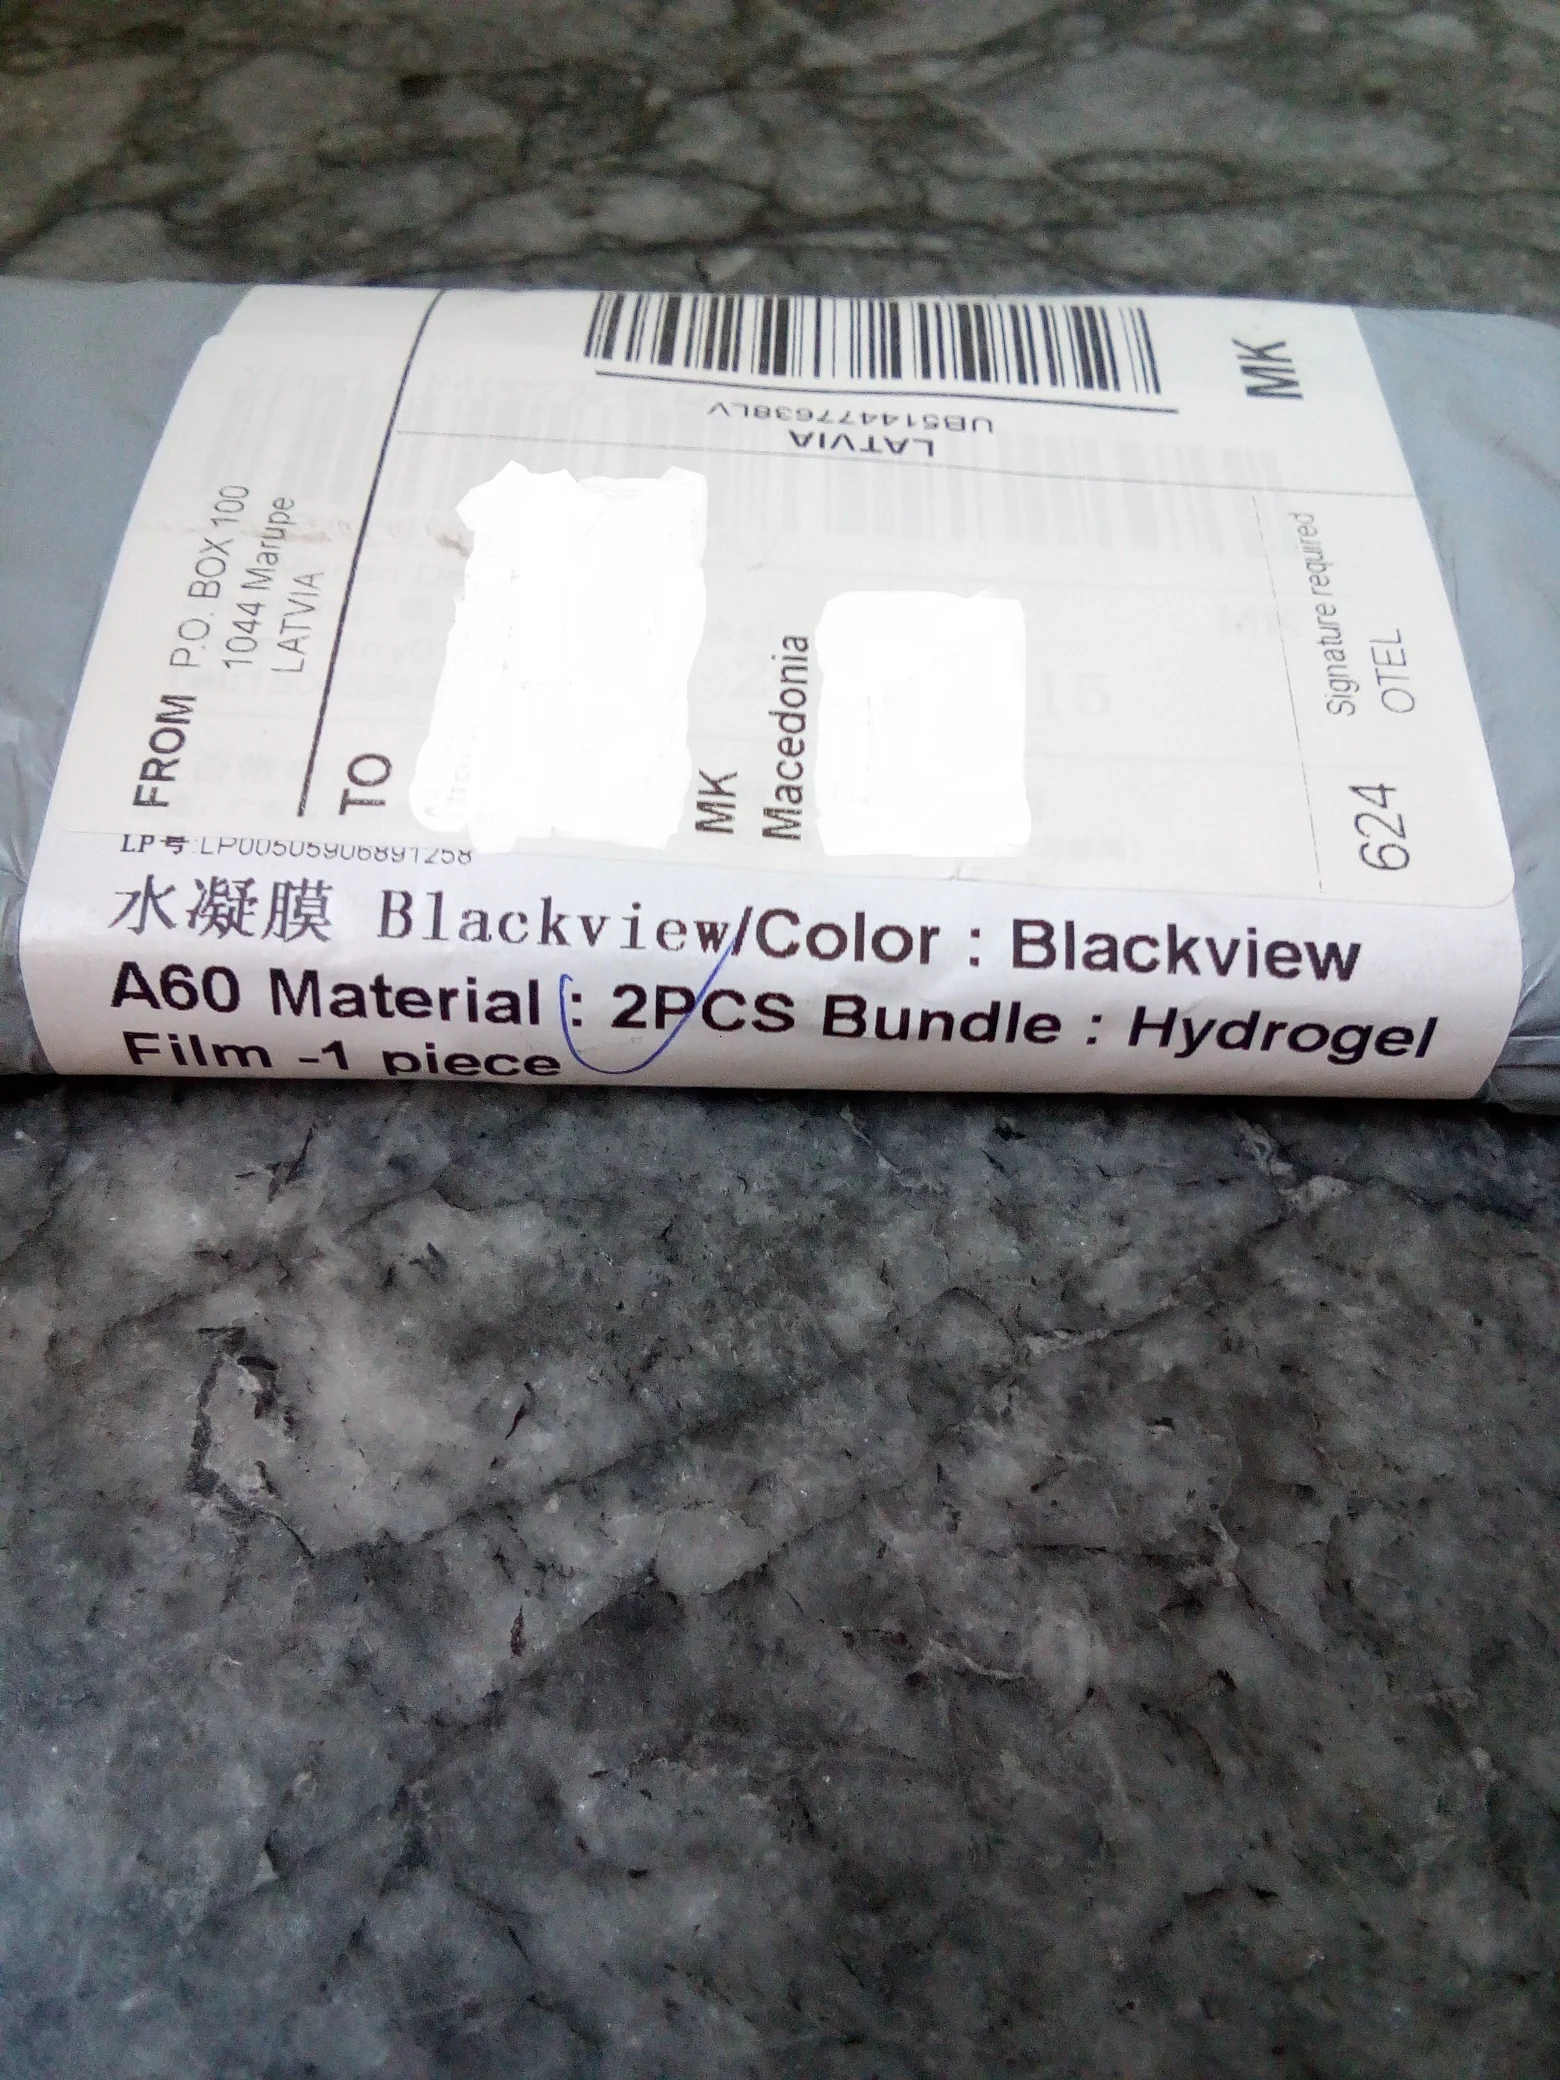 FROM P.O. BOX 100
1044 Marupe
LATVIA
TO
MK
Macedonia
UB514477638LV
LATVIA
MK
Signature required
OTEL
624
LP号:LP00505906891258
水凝膜 Blackview/Color : Blackview
A60 Material : 2PCS Bundle : Hydrogel
Film -1 piece